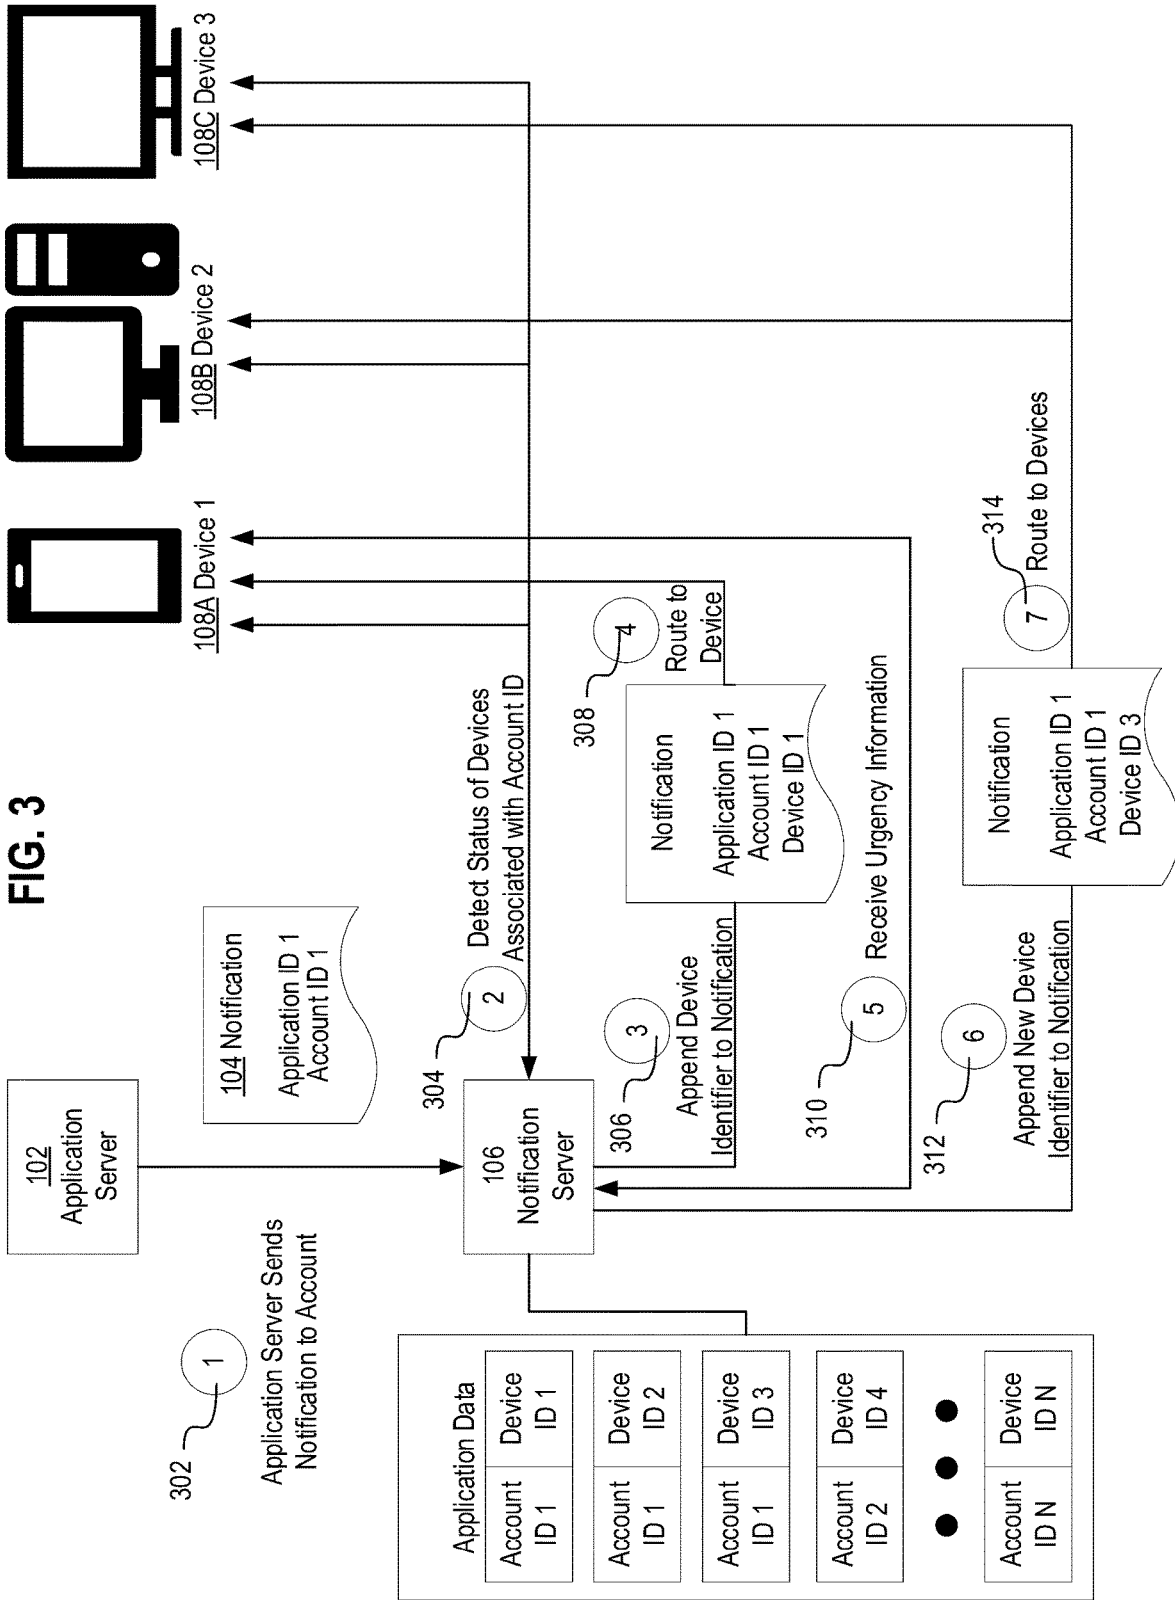 FIG. 3
302
1
Application Server Sends
Notification to Account
102
Application
Server
104 Notification
Application ID 1
Account ID 1
108A Device 1
108B Device 2
108C Device 3
304
2
Detect Status of Devices
Associated with Account ID
106
Notification
Server
Application Data
Account
ID 1
Device
ID 1
Account
ID 1
Device
ID 2
Account
ID 1
Device
ID 3
Account
ID 2
Device
ID 4
Account
ID N
Device
ID N
306
3
Append Device
Identifier to Notification
Notification
Application ID 1
Account ID 1
Device ID 1
308
4
Route to
Device
310
5
Receive Urgency Information
312
6
Append New Device
Identifier to Notification
Notification
Application ID 1
Account ID 1
Device ID 3
314
7
Route to Devices